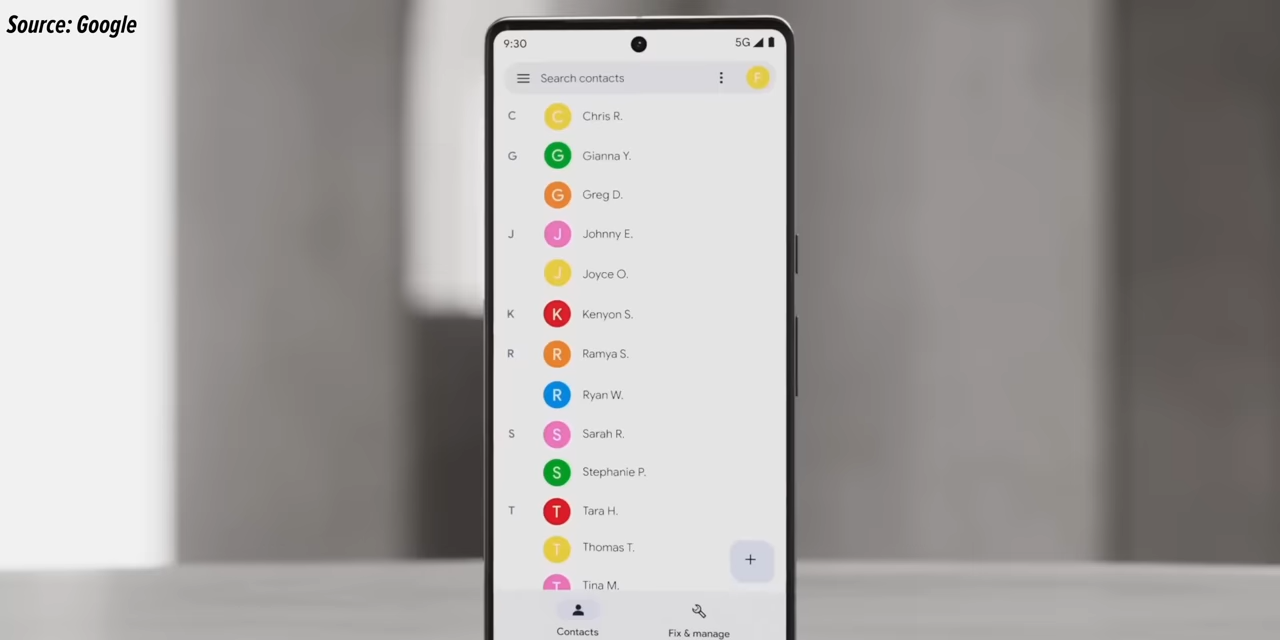 Source: Google
9:30 5G
Search contacts F
C C Chris R.
G G Gianna Y.
G Greg D.
J J Johnny E.
J Joyce O.
K K Kenyon S.
R R Ramya S.
R Ryan W.
S S Sarah R.
S Stephanie P.
T T Tara H.
T Thomas T.
T Tina M.
+
Contacts Fix & manage